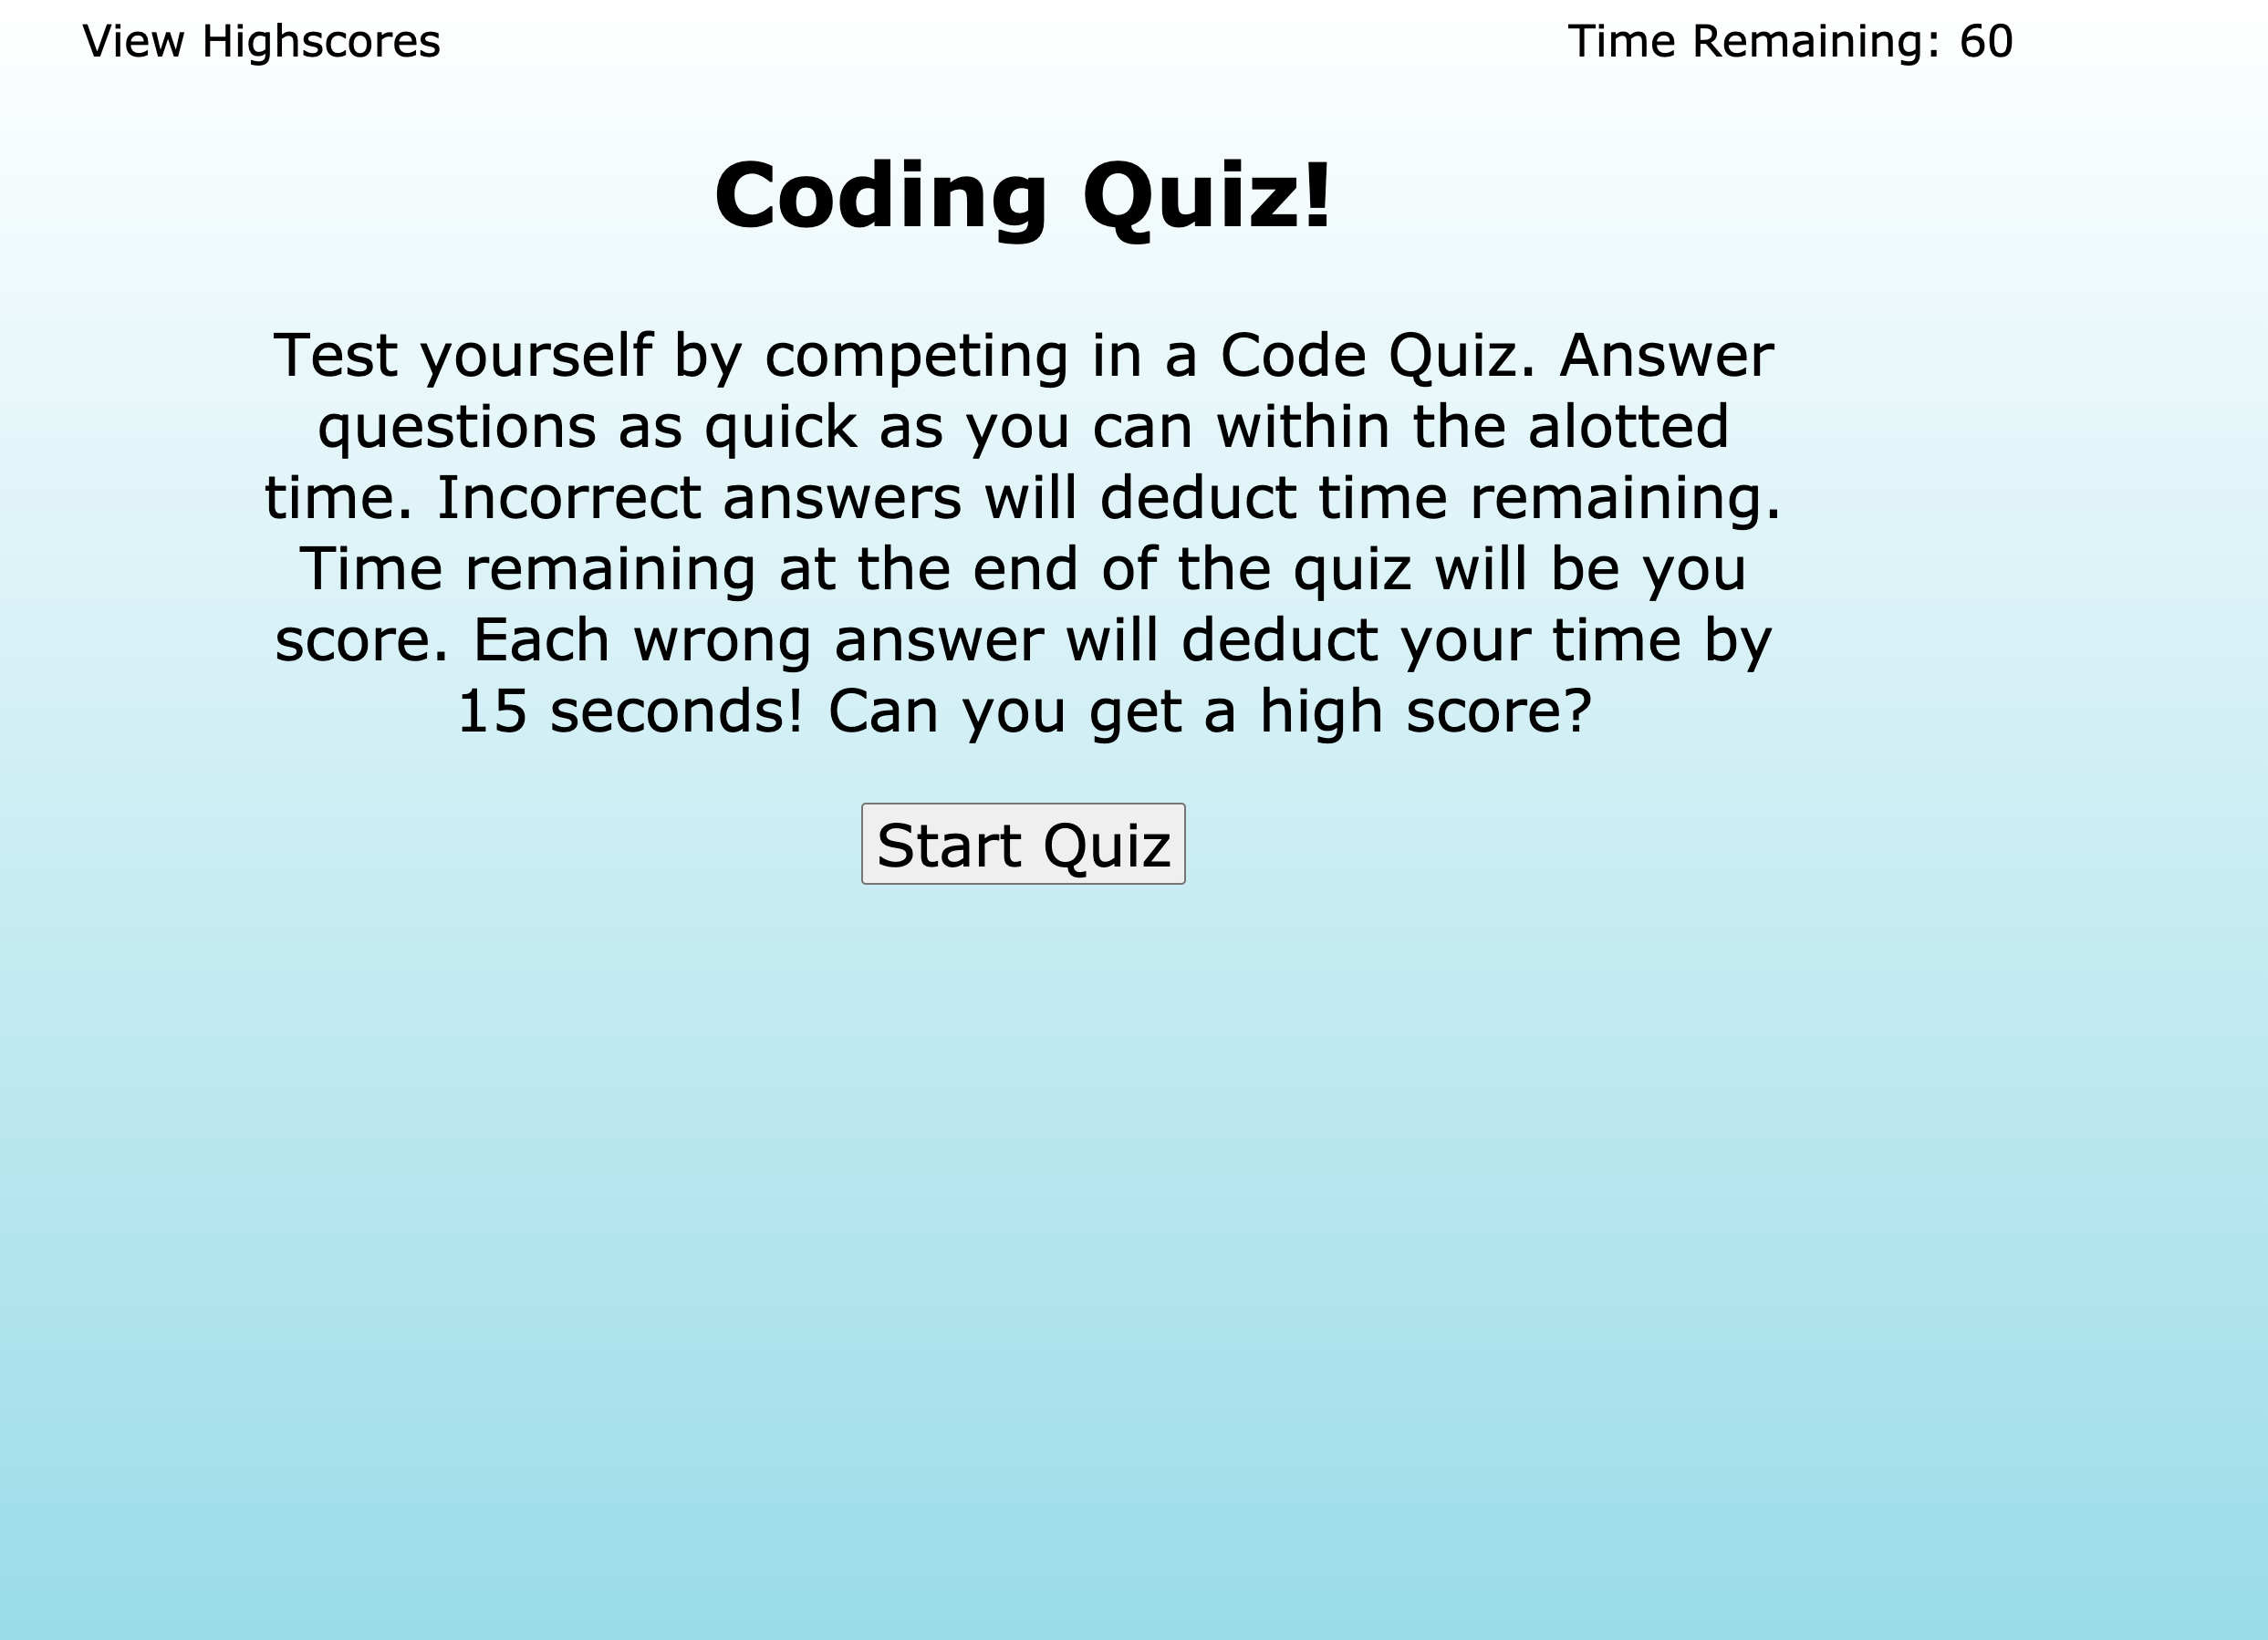 View Highscores
Time Remaining: 60
Coding Quiz!
Test yourself by competing in a Code Quiz. Answer
questions as quick as you can within the alotted
time. Incorrect answers will deduct time remaining.
Time remaining at the end of the quiz will be you
score. Each wrong answer will deduct your time by
15 seconds! Can you get a high score?
Start Quiz